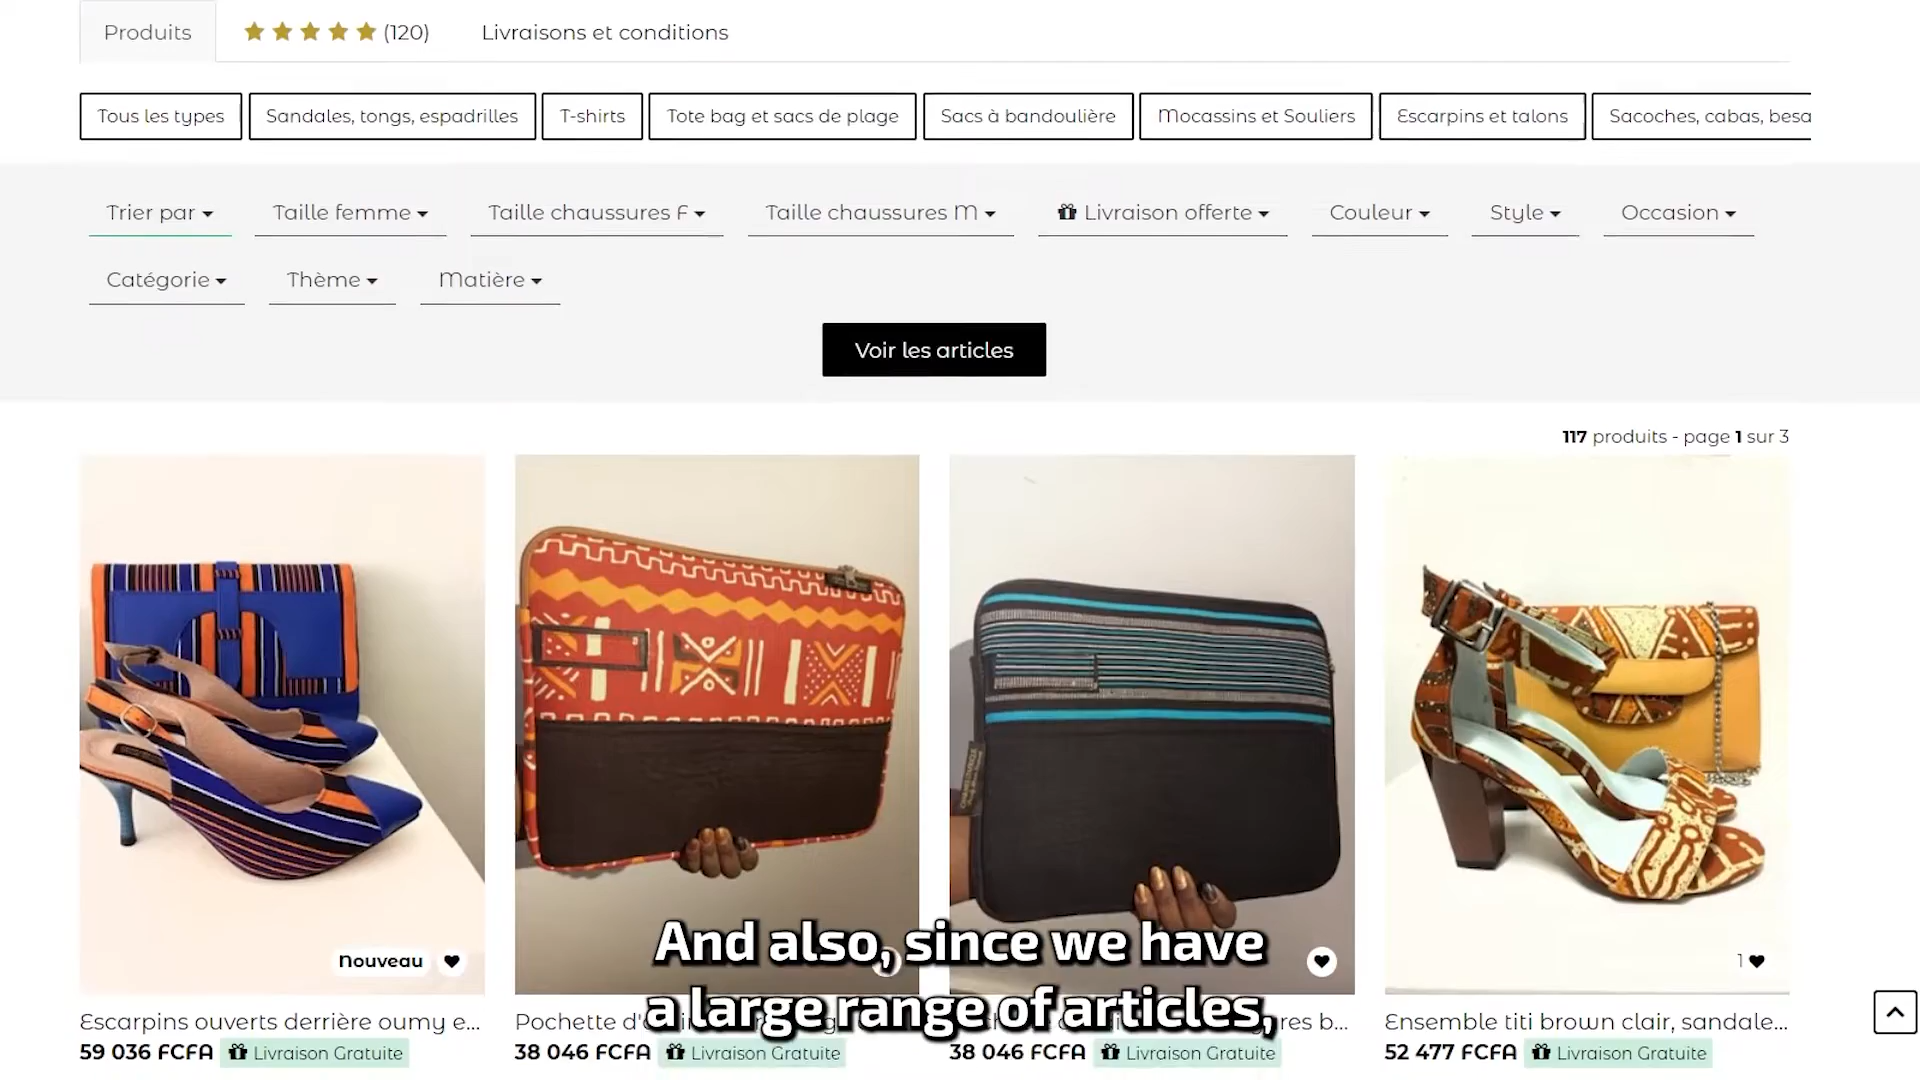 Produits
(120)
Livraisons et conditions
Tous les types
Sandales, tongs, espadrilles
T-shirts
Tote bag et sacs de plage
Sacs à bandoulière
Mocassins et Souliers
Escarpins et talons
Sacoches, cabas, besa
Trier par
Taille femme
Taille chaussures F
Taille chaussures M
Livraison offerte
Couleur
Style
Occasion
Catégorie
Thème
Matière
Voir les articles
117 produits - page 1 sur 3
Nouveau
1
And also, since we have
a large range of articles,
Escarpins ouverts derrière oumy e...
59 036 FCFA Livraison Gratuite
Pochette
38 046 FCFA Livraison Gratuite
38 046 FCFA Livraison Gratuite
Ensemble titi brown clair, sandale...
52 477 FCFA Livraison Gratuite